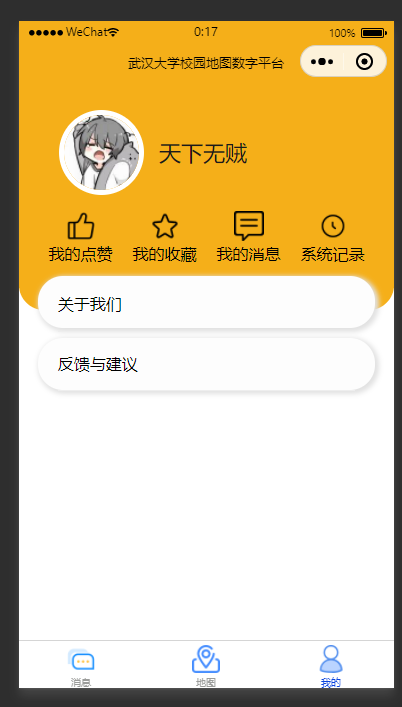 ●●●●● WeChat 0:17 100%
武汉大学校园地图数字平台
天下无贼
我的点赞 我的收藏 我的消息 系统记录
关于我们
反馈与建议
消息 地图 我的